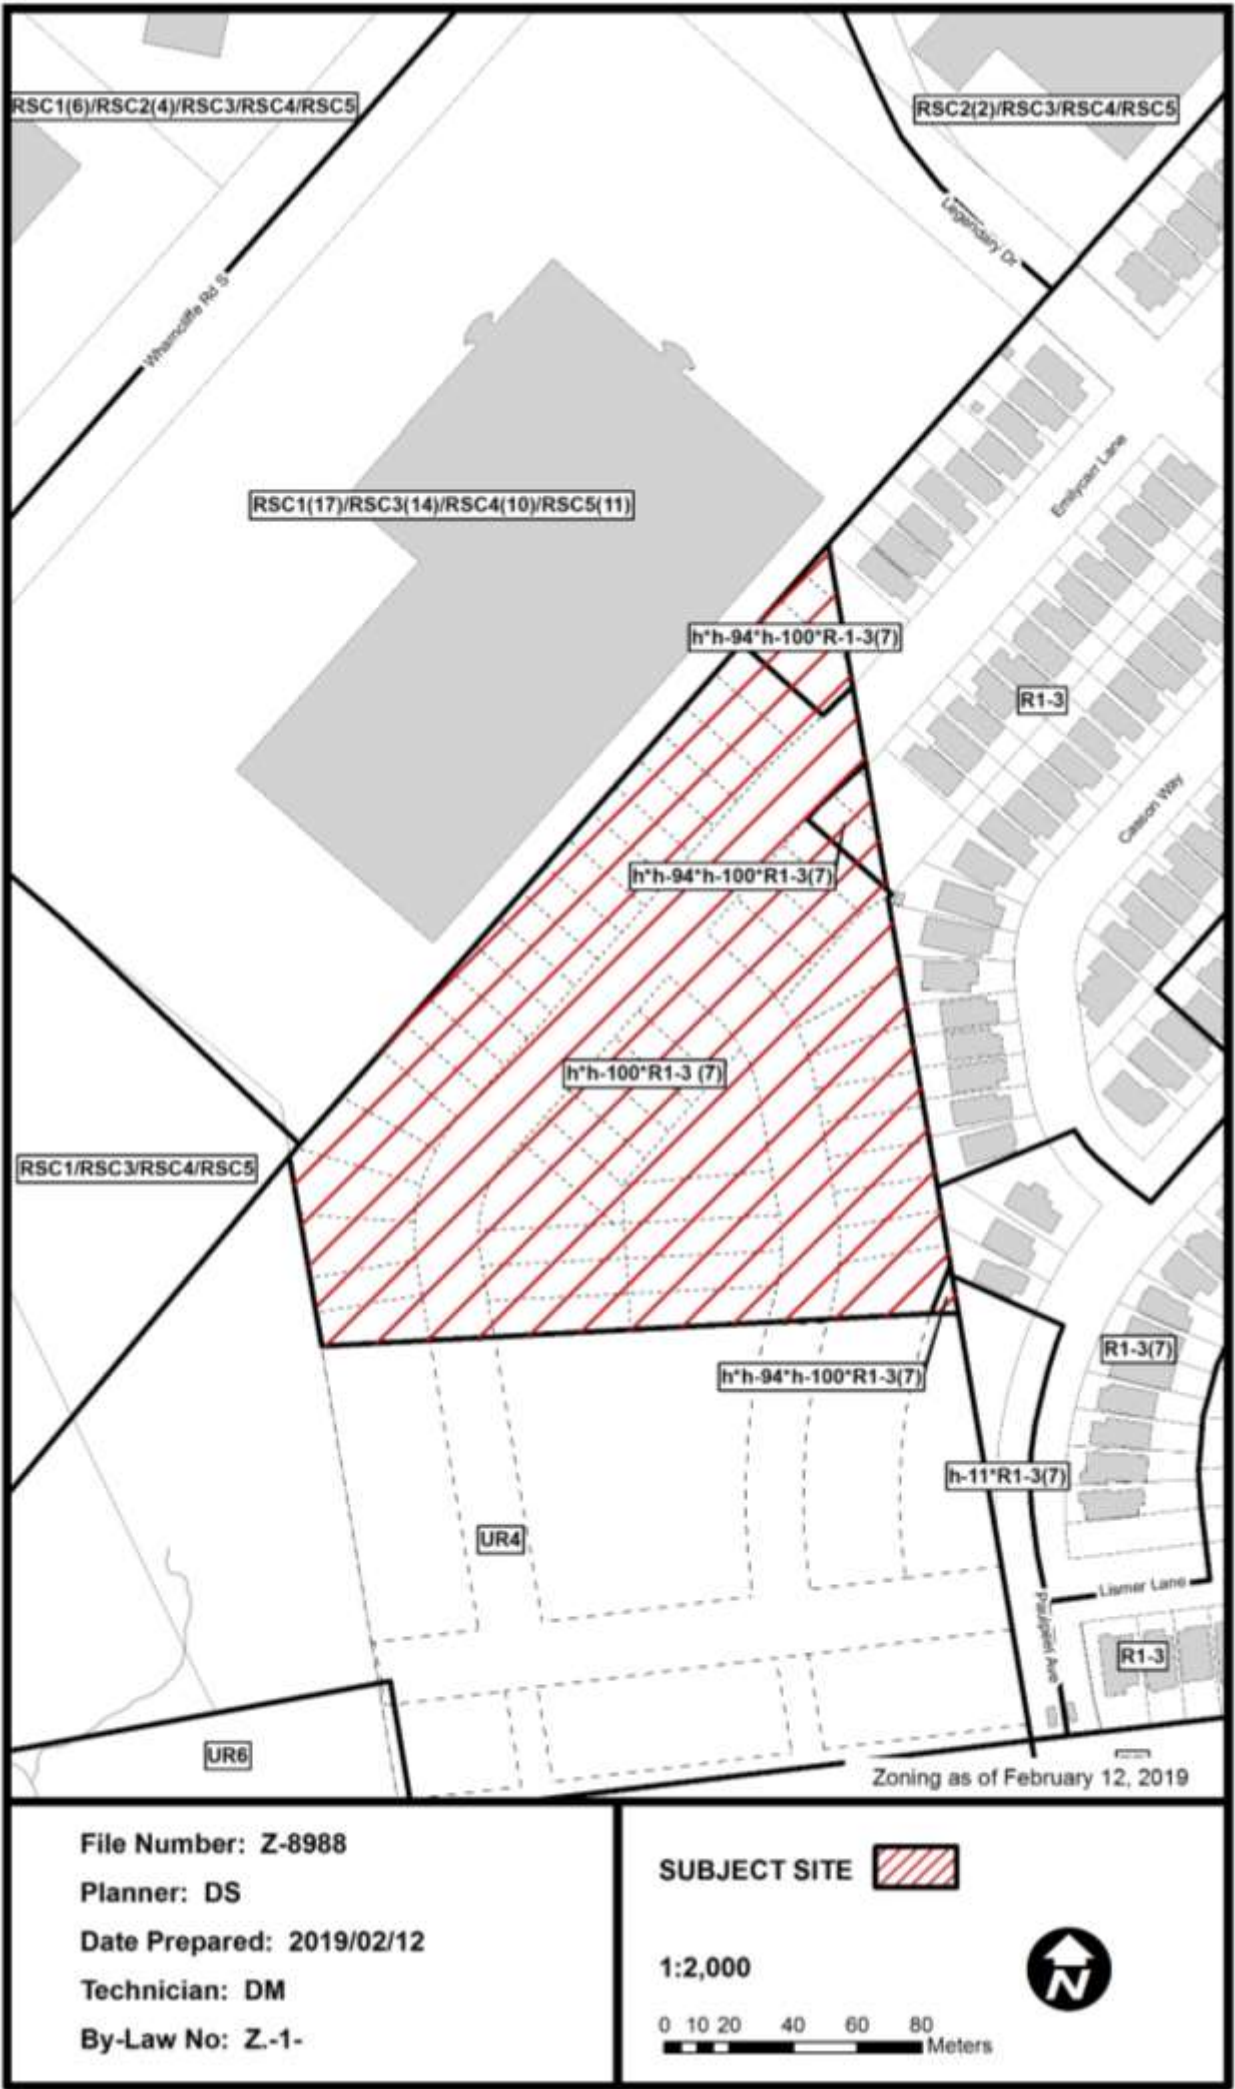 RSC1(6)/RSC2(4)/RSC3/RSC4/RSC5
RSC2(2)/RSC3/RSC4/RSC5
Legendary Dr
Wharncliffe Rd S
Emilycarr Lane
RSC1(17)/RSC3(14)/RSC4(10)/RSC5(11)
h*h-94*h-100*R-1-3(7)
R1-3
Casson Way
h*h-94*h-100*R1-3(7)
h*h-100*R1-3 (7)
RSC1/RSC3/RSC4/RSC5
R1-3(7)
h*h-94*h-100*R1-3(7)
h-11*R1-3(7)
UR4
Lismer Lane
Paulpeel Ave
R1-3
UR6
Zoning as of February 12, 2019
File Number: Z-8988
Planner: DS
Date Prepared: 2019/02/12
Technician: DM
By-Law No: Z.-1-
SUBJECT SITE
1:2,000
N
0 10 20 40 60 80
Meters